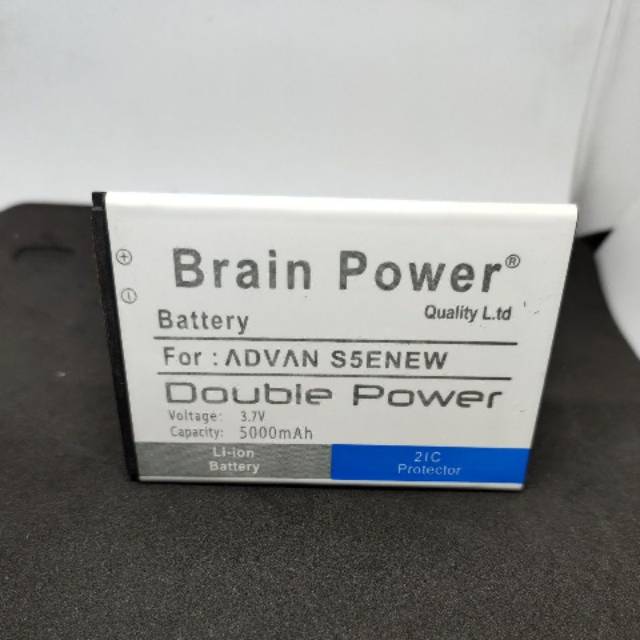 Brain Power®
Quality L.td
Battery
For : ADVAN S5ENEW
Double Power
Voltage: 3.7V
Capacity: 5000mAh
Li-ion
Battery
21C
Protector